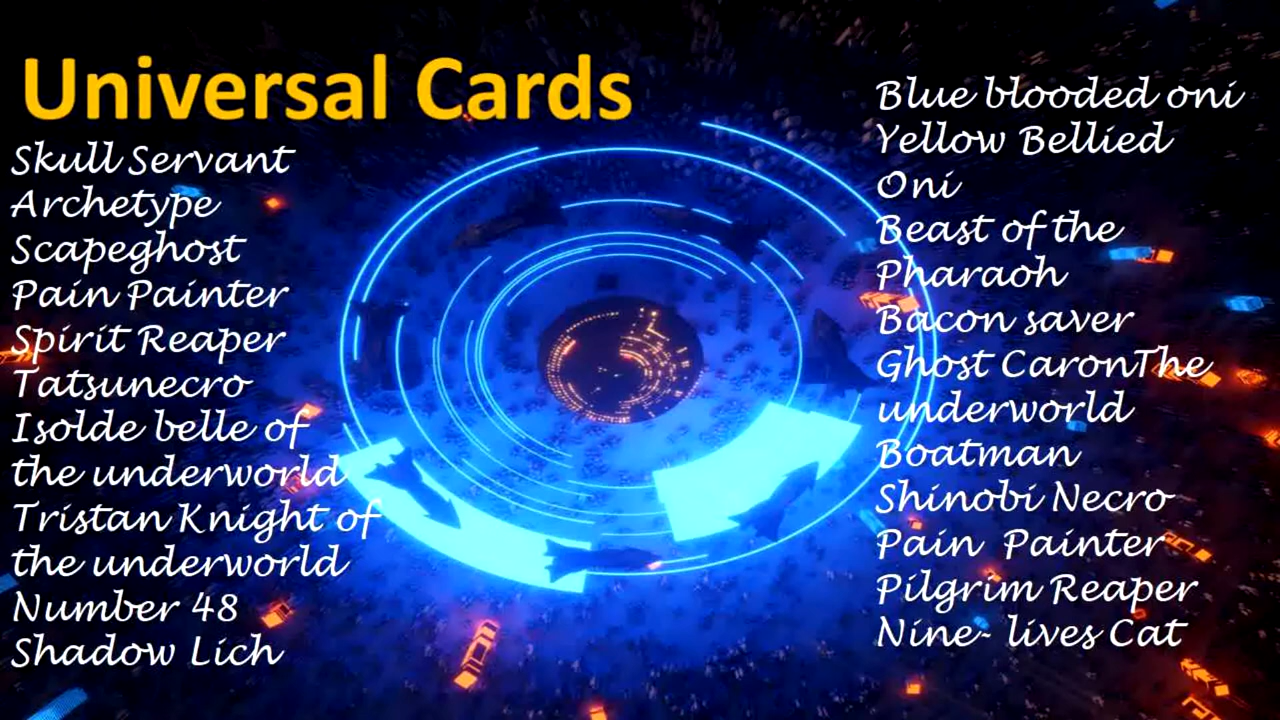 Universal Cards
Skull Servant
Archetype
Scapeghost
Pain Painter
Spirit Reaper
Tatsunecro
Isolde belle of
the underworld
Tristan Knight of
the underworld
Number 48
Shadow Lich
Blue blooded oni
Yellow Bellied
Oni
Beast of the
Pharaoh
Bacon saver
Ghost CaronThe
underworld
Boatman
Shinobi Necro
Pain Painter
Pilgrim Reaper
Nine- lives Cat